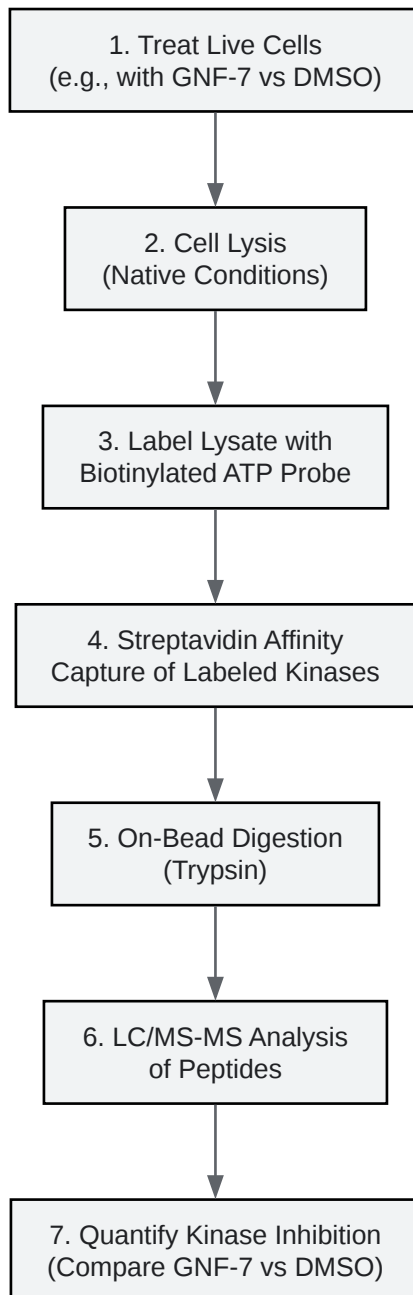 1. Treat Live Cells
(e.g., with GNF-7 vs DMSO)
2. Cell Lysis
(Native Conditions)
3. Label Lysate with
Biotinylated ATP Probe
4. Streptavidin Affinity
Capture of Labeled Kinases
5. On-Bead Digestion
(Trypsin)
6. LC/MS-MS Analysis
of Peptides
7. Quantify Kinase Inhibition
(Compare GNF-7 vs DMSO)